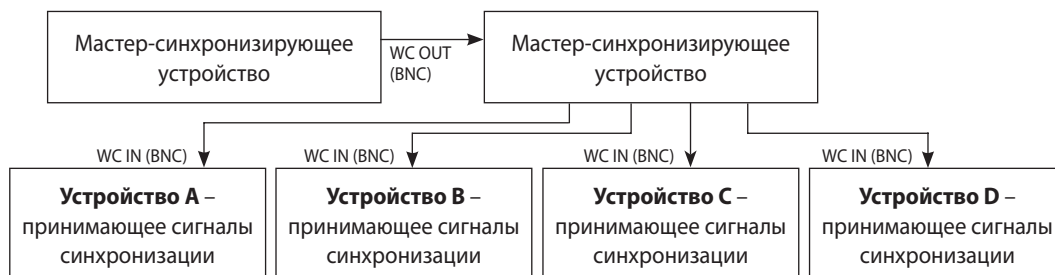 Мастер-синхронизирующее
устройство
WC OUT
(BNC)
Мастер-синхронизирующее
устройство
WC IN (BNC)
WC IN (BNC)
WC IN (BNC)
WC IN (BNC)
Устройство A –
принимающее сигналы
синхронизации
Устройство B –
принимающее сигналы
синхронизации
Устройство C –
принимающее сигналы
синхронизации
Устройство D –
принимающее сигналы
синхронизации